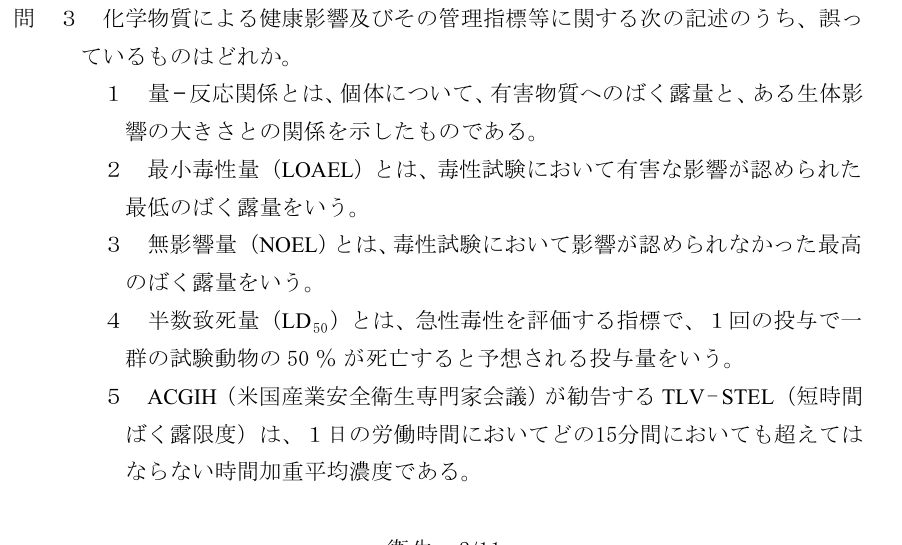 問 3 化学物質による健康影響及びその管理指標等に関する次の記述のうち、誤っ
ているものはどれか。
1 量－反応関係とは、個体について、有害物質へのばく露量と、ある生体影
響の大きさとの関係を示したものである。
2 最小毒性量（LOAEL）とは、毒性試験において有害な影響が認められた
最低のばく露量をいう。
3 無影響量（NOEL）とは、毒性試験において影響が認められなかった最高
のばく露量をいう。
4 半数致死量（LD50）とは、急性毒性を評価する指標で、1回の投与で一
群の試験動物の 50 % が死亡すると予想される投与量をいう。
5 ACGIH（米国産業安全衛生専門家会議）が勧告する TLV－STEL（短時間
ばく露限度）は、1日の労働時間においてどの15分間においても超えては
ならない時間加重平均濃度である。